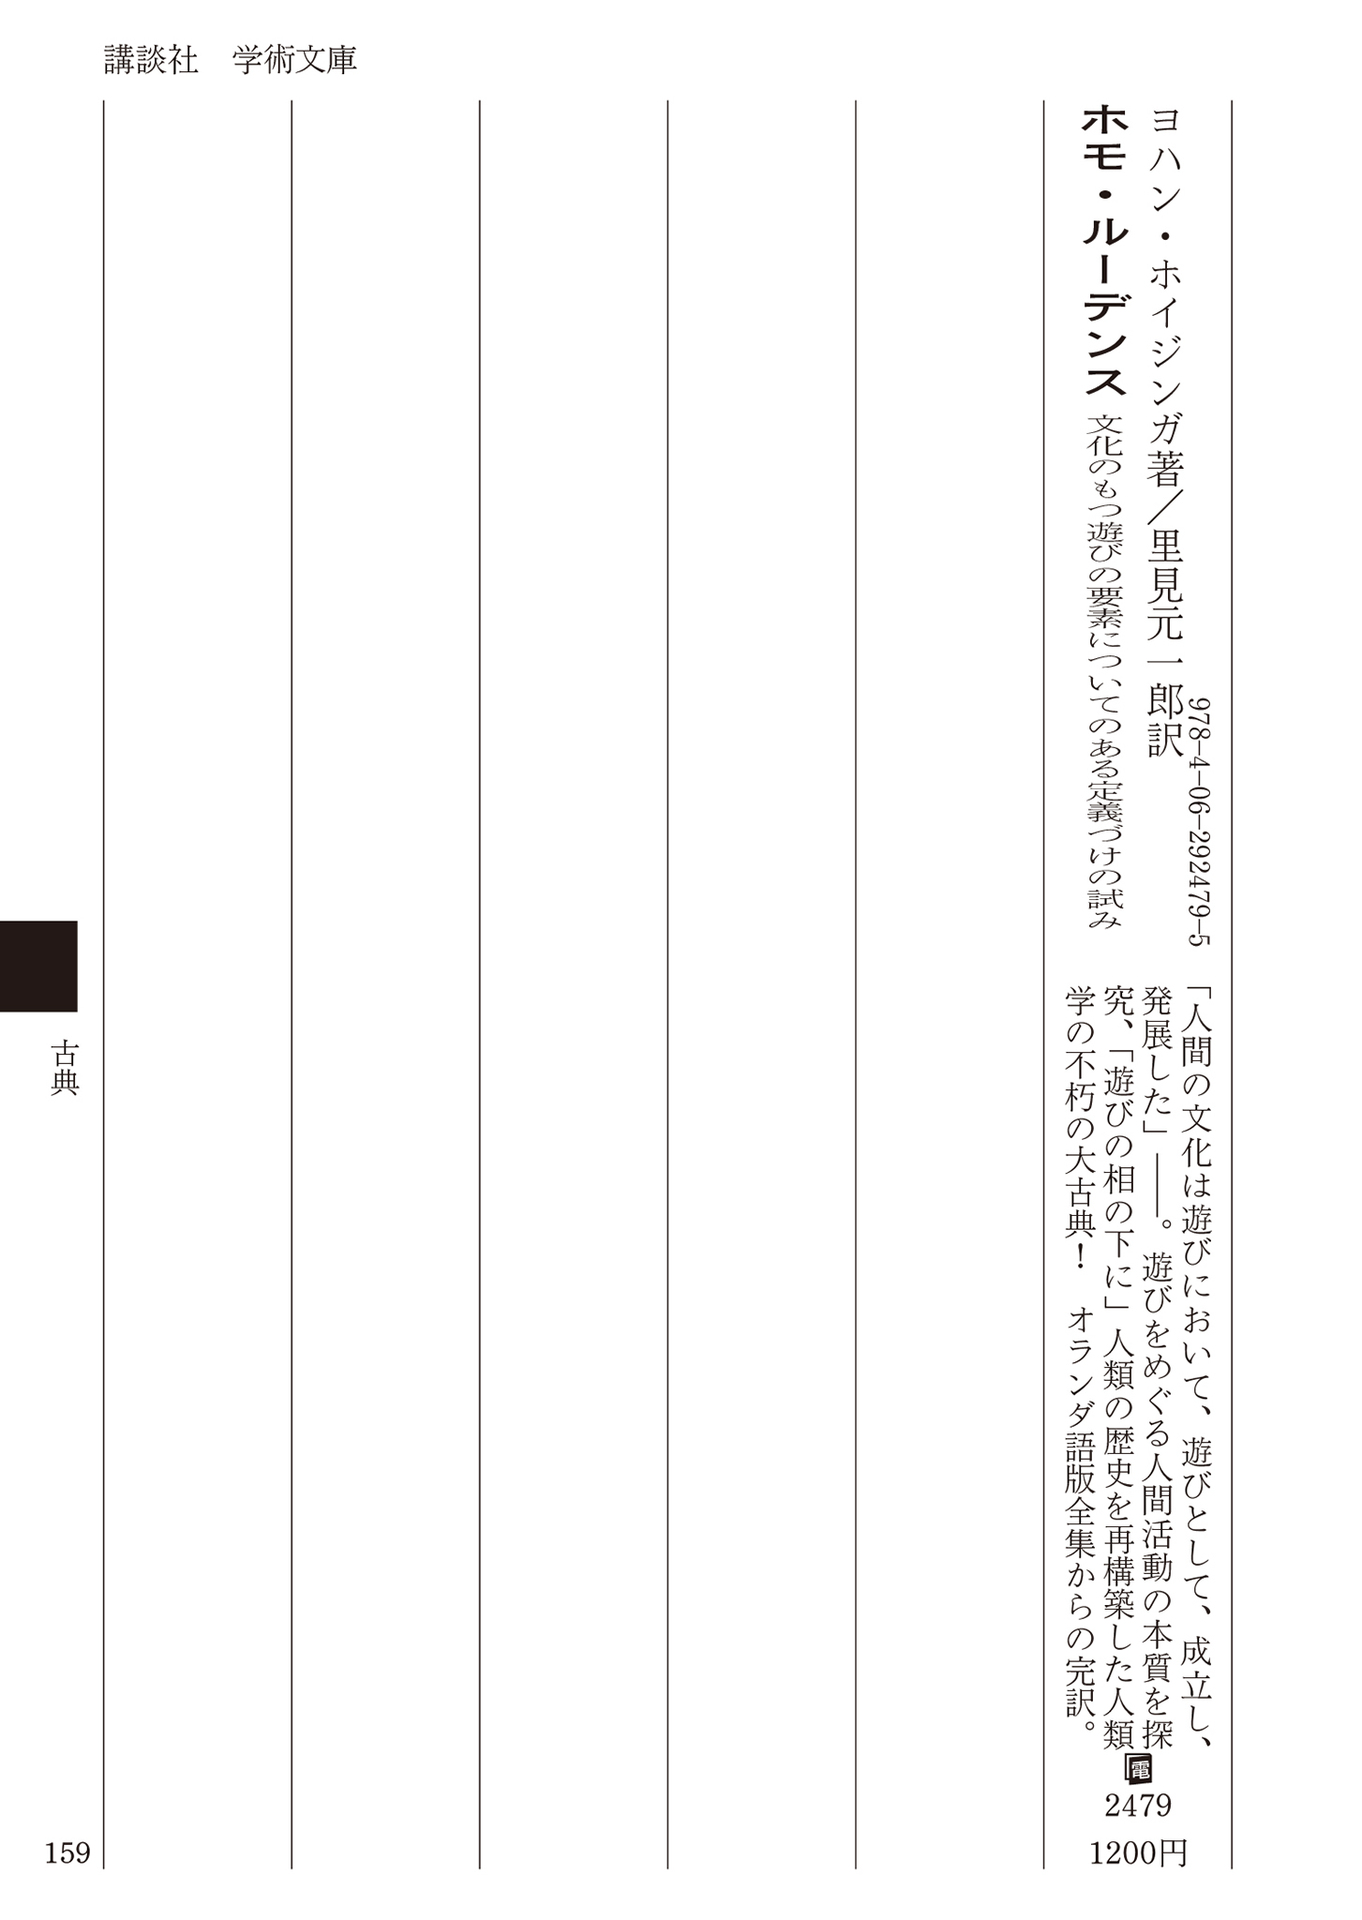 講談社　学術文庫
978-4-06-292479-5
ヨハン・ホイジンガ著／里見元一郎訳
ホモ・ルーデンス 文化のもつ遊びの要素についてのある定義づけの試み
「人間の文化は遊びにおいて、遊びとして、成立し、
発展した」――。遊びをめぐる人間活動の本質を探
究、「遊びの相の下に」人類の歴史を再構築した人類
学の不朽の大古典！　オランダ語版全集からの完訳。
電
2479
1200円
古典
159